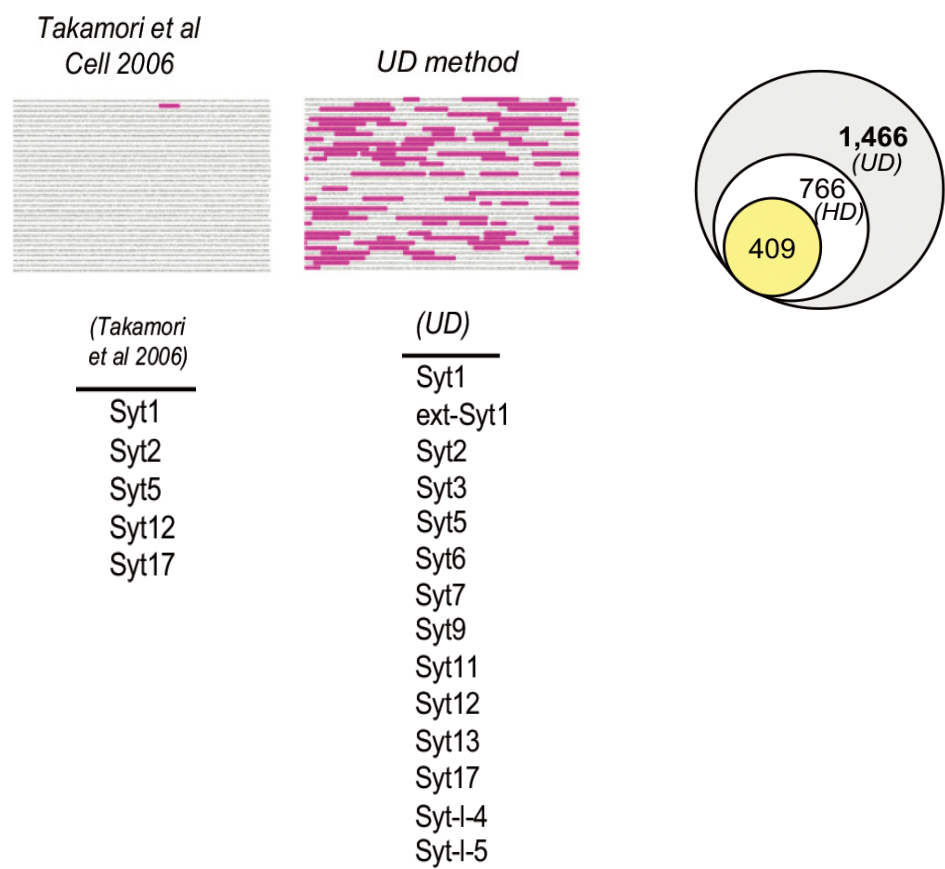 Takamori et al
Cell 2006
UD method
1,466
(UD)
766
(HD)
409
(Takamori
et al 2006)
Syt1
Syt2
Syt5
Syt12
Syt17
(UD)
Syt1
ext-Syt1
Syt2
Syt3
Syt5
Syt6
Syt7
Syt9
Syt11
Syt12
Syt13
Syt17
Syt-l-4
Syt-l-5